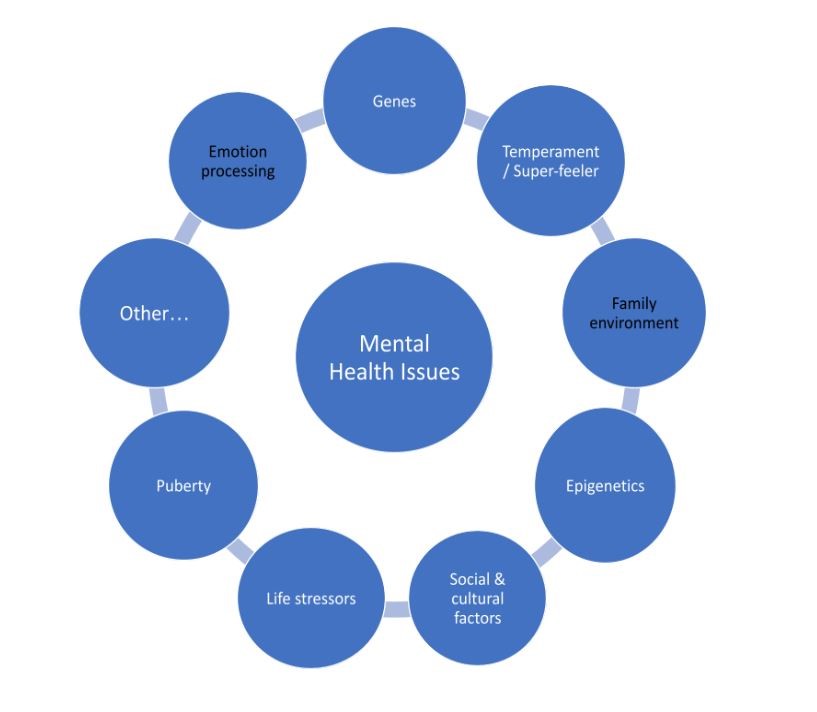 Genes
Temperament
/ Super-feeler
Family
environment
Epigenetics
Social &
cultural
factors
Life stressors
Puberty
Other…
Emotion
processing
Mental
Health Issues